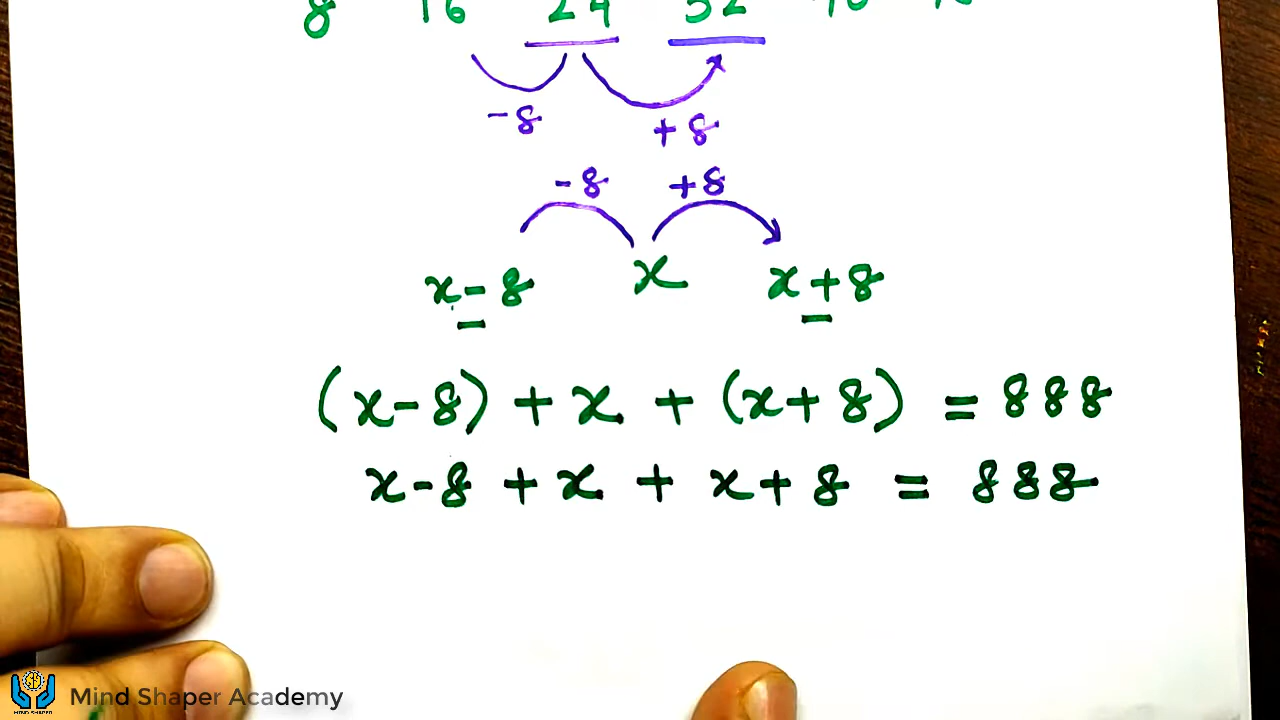 8 16 24 32
-8 +8
-8 +8
x-8 x x+8
(x-8) + x + (x+8) = 888
x-8 + x + x+8 = 888
Mind Shaper Academy